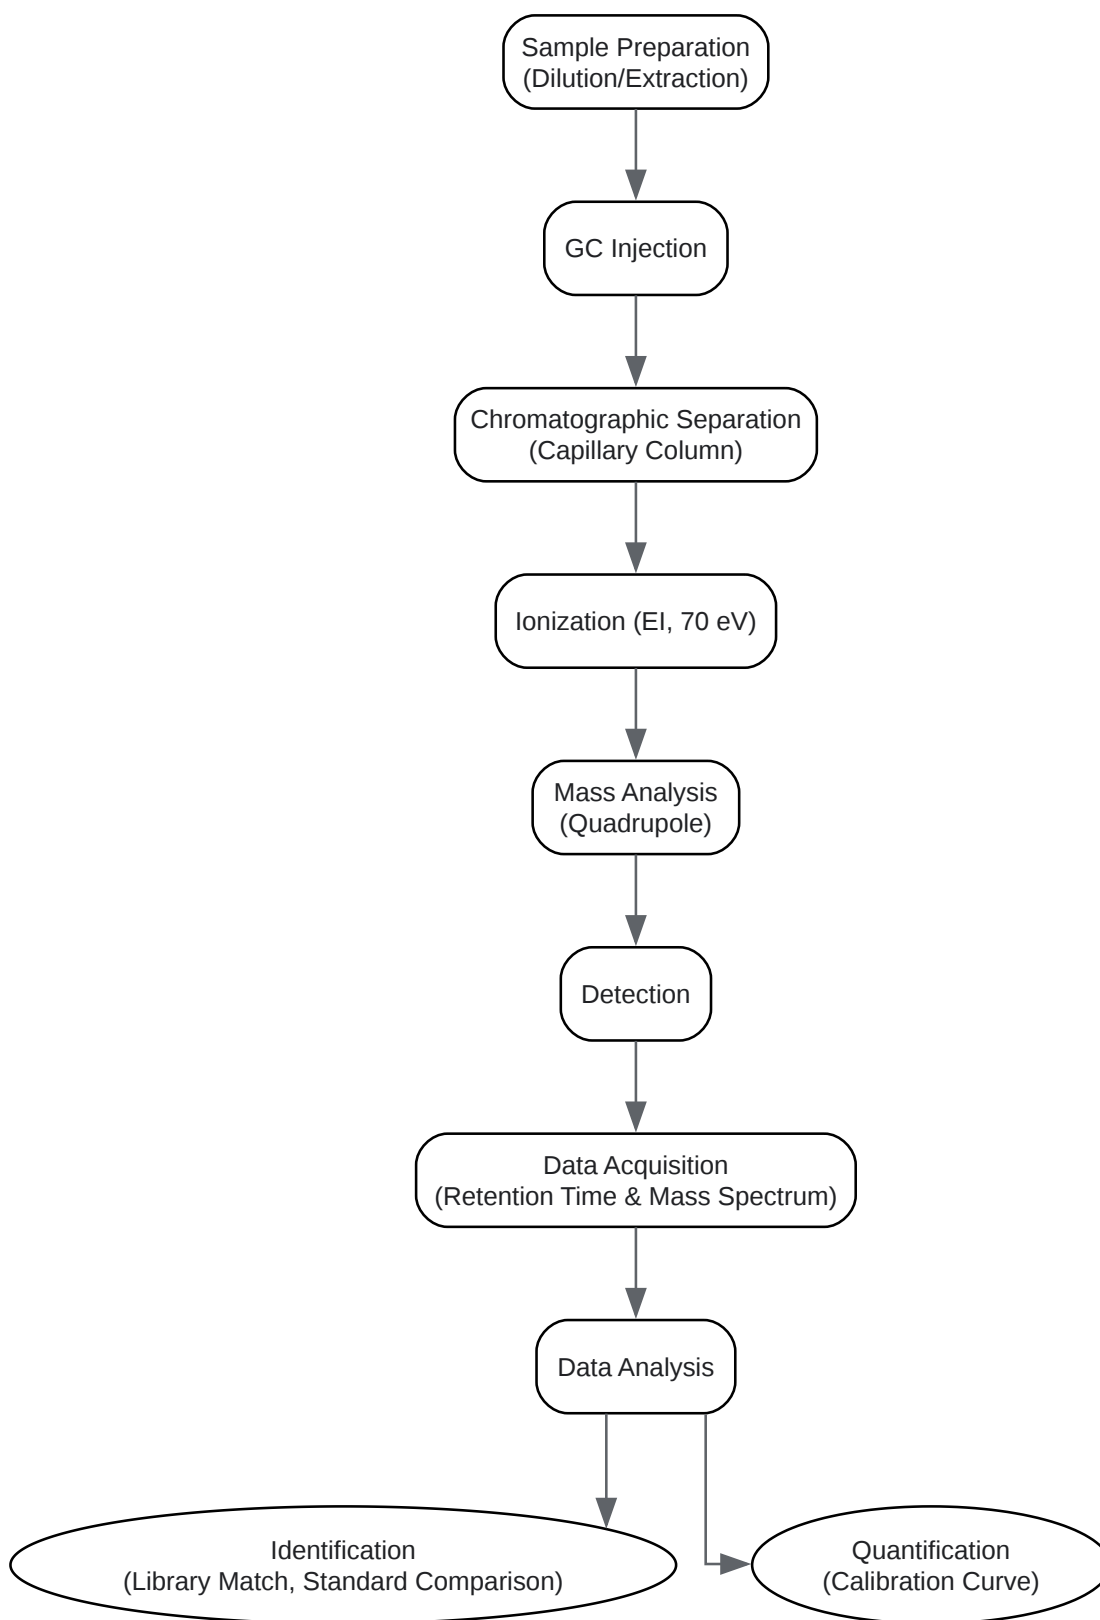 Sample Preparation
(Dilution/Extraction)
GC Injection
Chromatographic Separation
(Capillary Column)
Ionization (EI, 70 eV)
Mass Analysis
(Quadrupole)
Detection
Data Acquisition
(Retention Time & Mass Spectrum)
Data Analysis
Identification
(Library Match, Standard Comparison)
Quantification
(Calibration Curve)